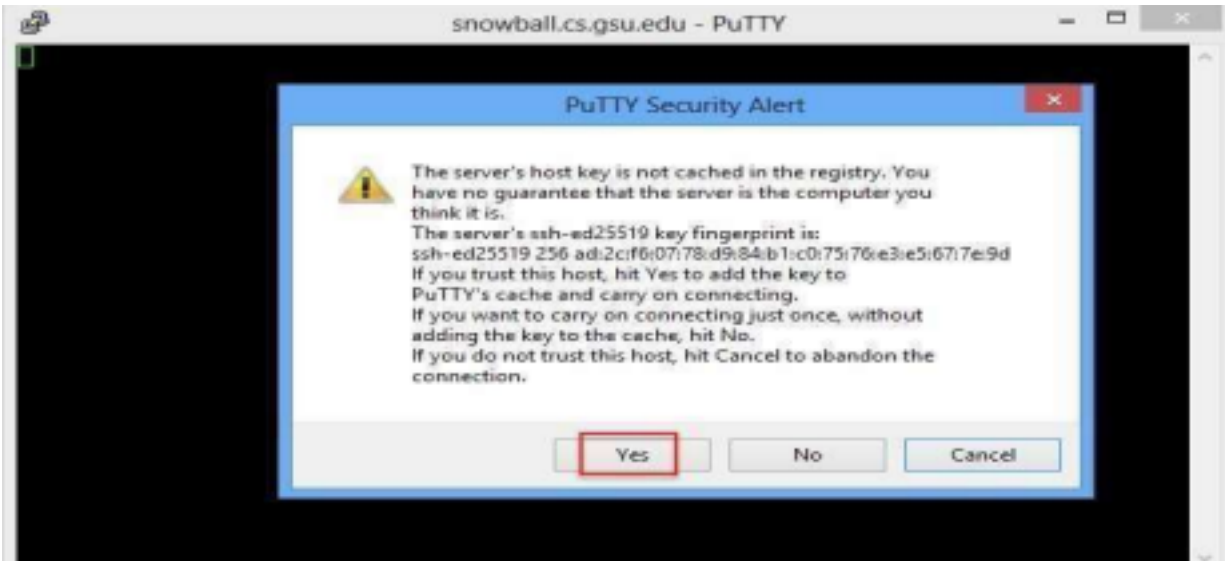 snowball.cs.gsu.edu - PuTTY
PuTTY Security Alert
The server's host key is not cached in the registry. You
have no guarantee that the server is the computer you
think it is.
The server's ssh-ed25519 key fingerprint is:
ssh-ed25519 256 ad:2c:f6:07:78:d9:84:b1:c0:75:76:e3:e5:67:7e:9d
If you trust this host, hit Yes to add the key to
PuTTY's cache and carry on connecting.
If you want to carry on connecting just once, without
adding the key to the cache, hit No.
If you do not trust this host, hit Cancel to abandon the
connection.
Yes No Cancel